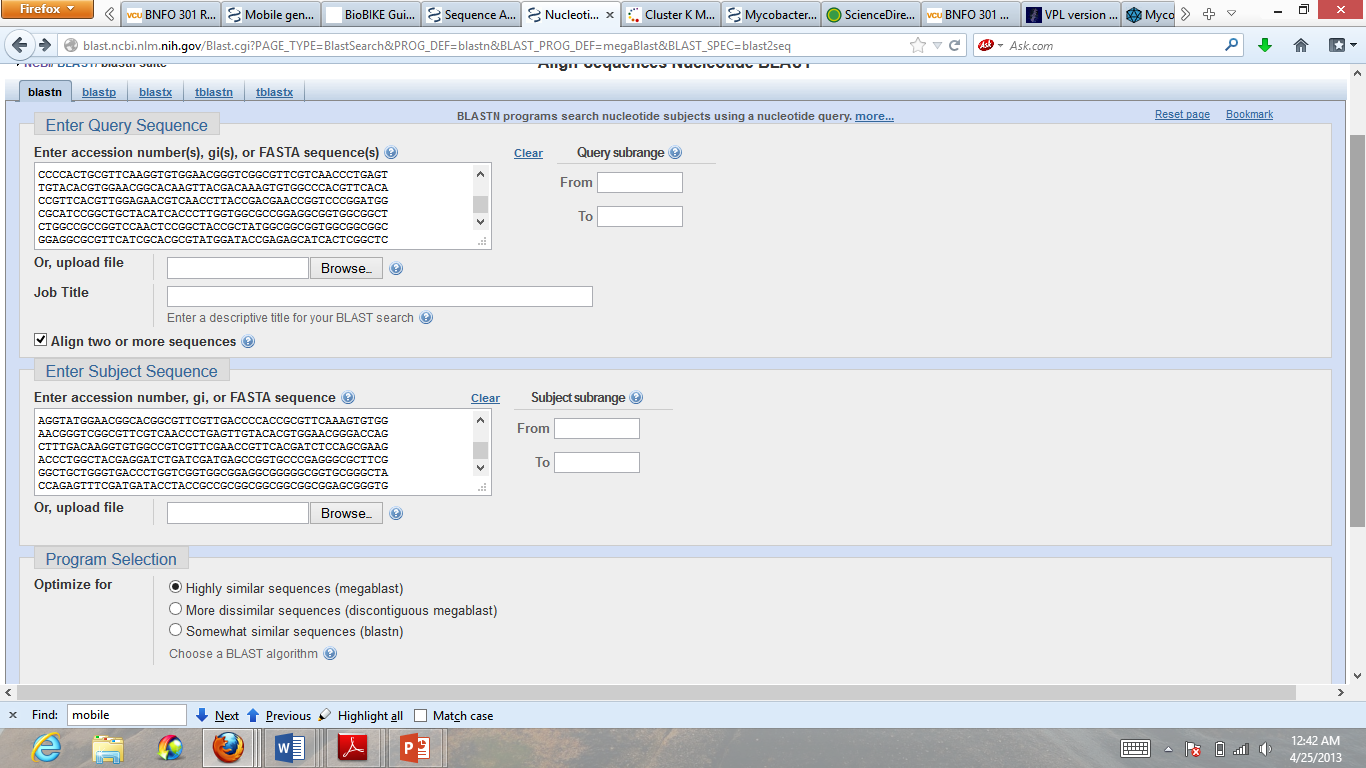 Firefox
BNFO 301 R...
Mobile gen...
BioBIKE Gui...
Sequence A...
Nucleoti...
Cluster K M...
Mycobacter...
ScienceDire...
BNFO 301 ...
VPL version ...
Myco
blast.ncbi.nlm.nih.gov/Blast.cgi?PAGE_TYPE=BlastSearch&PROG_DEF=blastn&BLAST_PROG_DEF=megaBlast&BLAST_SPEC=blast2seq
Ask Ask.com
NCBI/ BLAST/ blastn suite
Align Sequences Nucleotide BLAST
blastn blastp blastx tblastn tblastx
Enter Query Sequence
BLASTN programs search nucleotide subjects using a nucleotide query. more...
Reset page Bookmark
Enter accession number(s), gi(s), or FASTA sequence(s)
Clear
Query subrange
CCCCACTGCGTTCAAGGTGTGGAACGGGTCGGCGTTCGTCAACCCTGAGT
TGTACACGTGGAACGGCACAAGTTACGACAAAGTGTGGCCCACGTTCACA
CCGTTCACGTTGGAGAACGTCAACCTTACCGACGAACCGGTCCCGGATGG
CGCATCCGGCTGCTACATCACCCTTGGTGGCGCCGGAGGCGGTGGCGGCT
CTGGCCGCCGGTCCAACTCCGGCTACCGCTATGGCGGCGGTGGCGGCGGC
GGAGGCGCGTTCATCGCACGCGTATGGATACCGAGAGCATCACTCGGCTC
From
To
Or, upload file
Browse...
Job Title
Enter a descriptive title for your BLAST search
Align two or more sequences
Enter Subject Sequence
Enter accession number, gi, or FASTA sequence
Clear
Subject subrange
AGGTATGGAACGGCACGGCGTTCGTTGACCCCACCGCGTTCAAAGTGTGG
AACGGGTCGGCGTTCGTCAACCCTGAGTTGTACACGTGGAACGGGACCAG
CTTTGACAAGGTGTGGCCGTCGTTCGAACCGTTCACGATCTCCAGCGAAG
ACCCTGGCTACGAGGATCTGATCGATGAGCCGGTGCCCGAGGGCGCTTCG
GGCTGCTGGGTGACCCTGGTCGGTGGCGGAGGCGGGGGCGGTGCGGGCTA
CCAGAGTTTCGATGATACCTACCGCCGCGGCGGCGGCGGCGGAGCGGGTG
From
To
Or, upload file
Browse...
Program Selection
Optimize for
Highly similar sequences (megablast)
More dissimilar sequences (discontiguous megablast)
Somewhat similar sequences (blastn)
Choose a BLAST algorithm
Find: mobile Next Previous Highlight all Match case
12:42 AM
4/25/2013